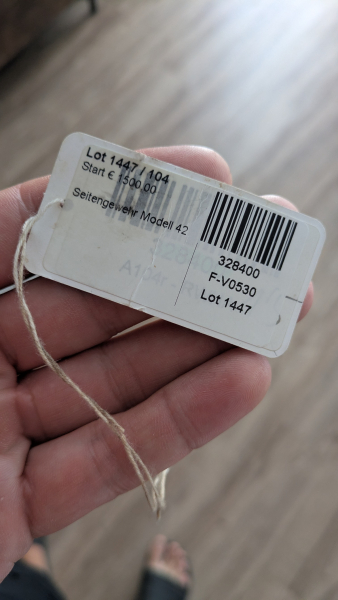 Lot 1447 / 104
Start € 1500.00
Seitengewehr Modell 42
328400
F-V0530
Lot 1447